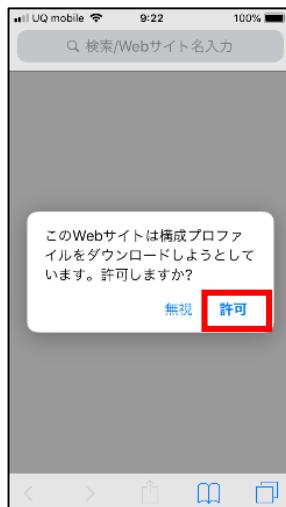 UQ mobile 9:22 100%
検索/Webサイト名入力
このWebサイトは構成プロファ
イルをダウンロードしようとして
います。許可しますか?
無視 許可